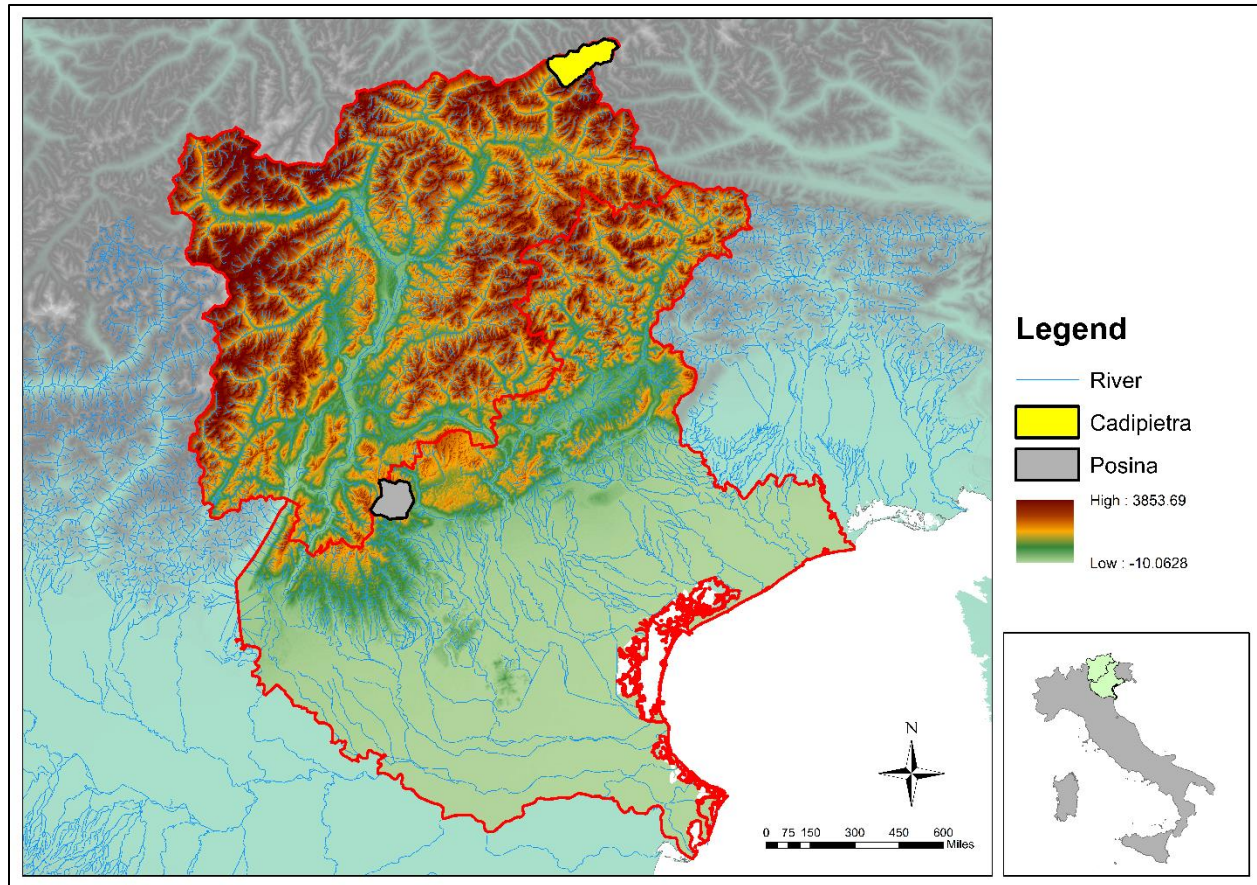 N
0 75 150 300 450 600
Miles
Legend
River
Cadipietra
Posina
High : 3853.69
Low : -10.0628